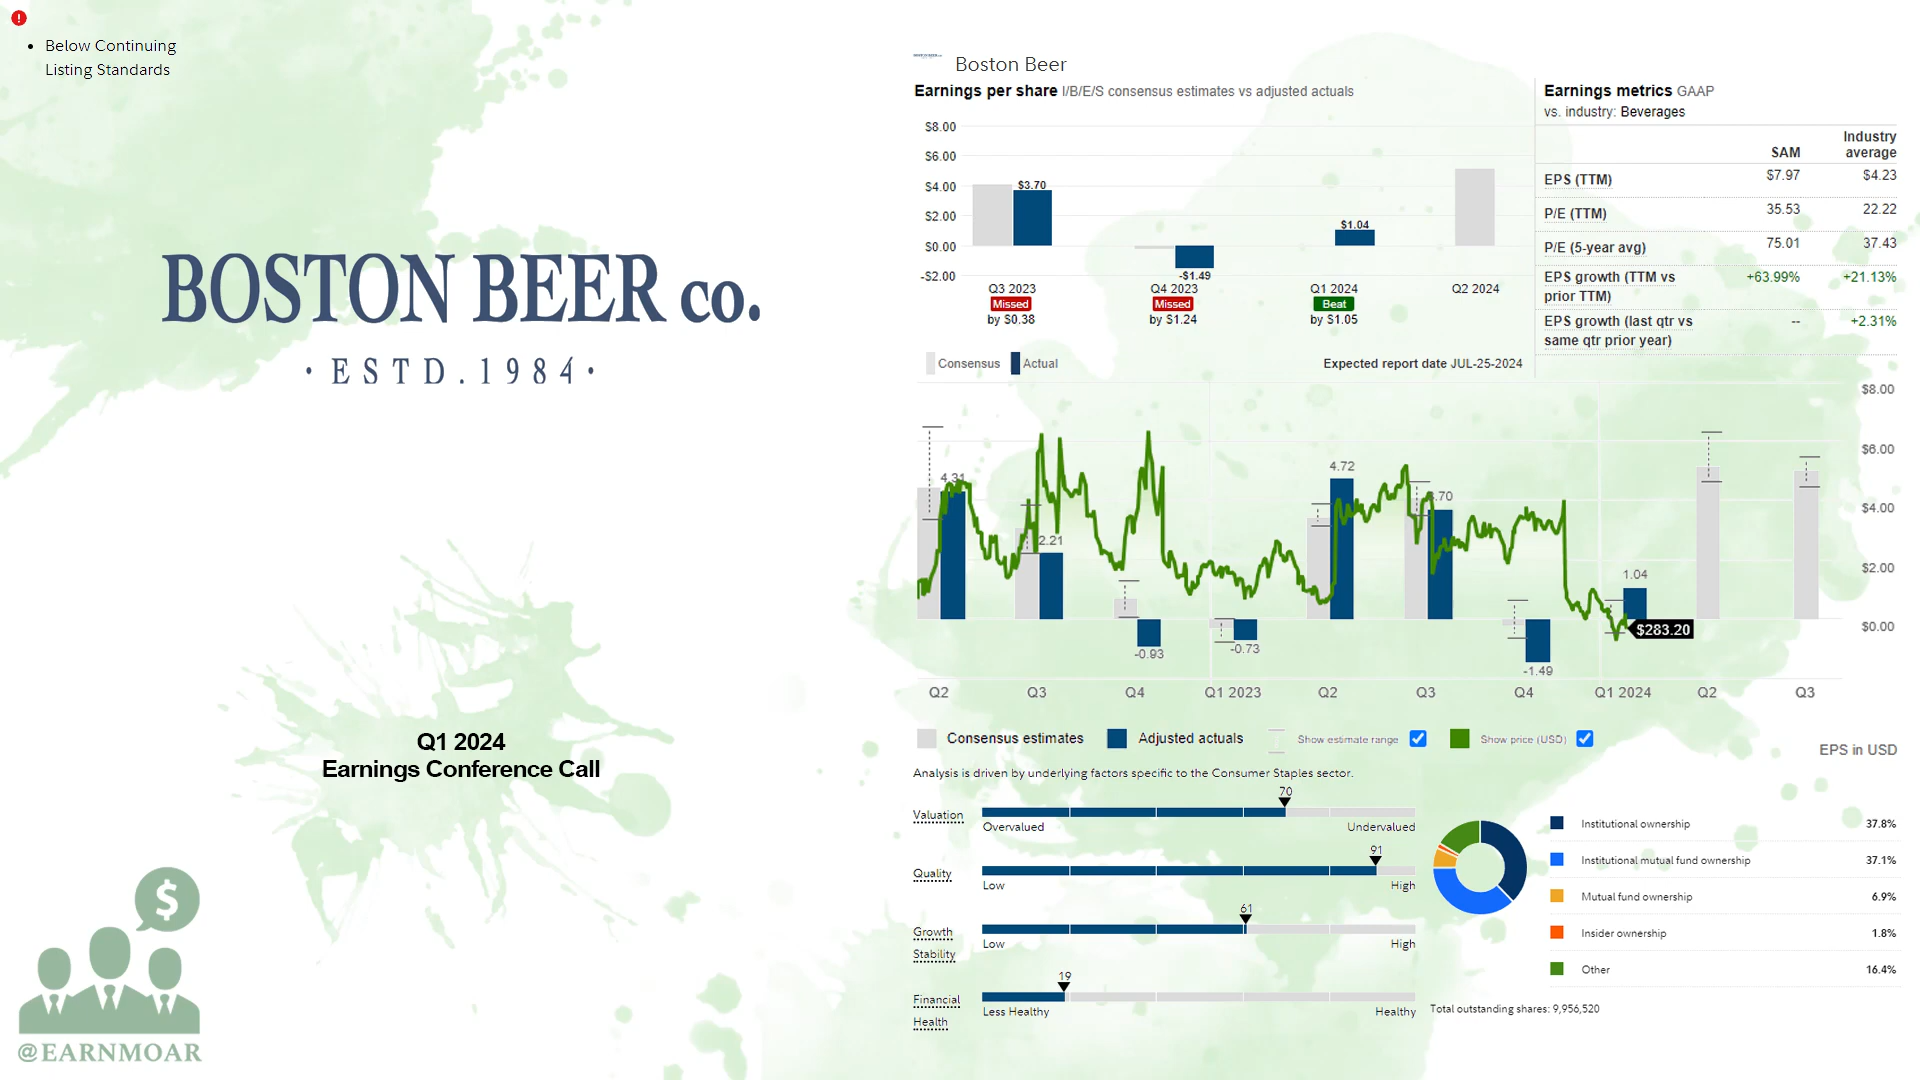 Below Continuing
Listing Standards
BOSTON BEER co.
· ESTD.1984 ·
Q1 2024
Earnings Conference Call
$
@EARNMOAR
Boston Beer
Earnings per share I/B/E/S consensus estimates vs adjusted actuals
$8.00
$6.00
$4.00
$2.00
$0.00
-$2.00
$3.70
-$1.49
$1.04
Q3 2023 Q4 2023 Q1 2024 Q2 2024
Missed Missed Beat
by $0.38 by $1.24 by $1.05
Consensus Actual Expected report date JUL-25-2024
Earnings metrics GAAP
vs. industry: Beverages
SAM Industry average
EPS (TTM) $7.97 $4.23
P/E (TTM) 35.53 22.22
P/E (5-year avg) 75.01 37.43
EPS growth (TTM vs prior TTM) +63.99% +21.13%
EPS growth (last qtr vs same qtr prior year) -- +2.31%
$8.00
$6.00
$4.00
$2.00
$0.00
4.31
2.21
-0.93
-0.73
4.72
3.70
-1.49
1.04
$283.20
Q2 Q3 Q4 Q1 2023 Q2 Q3 Q4 Q1 2024 Q2 Q3
Consensus estimates Adjusted actuals Show estimate range Show price (USD)
EPS in USD
Analysis is driven by underlying factors specific to the Consumer Staples sector.
70
Valuation
Overvalued Undervalued
91
Quality
Low High
61
Growth Stability
Low High
19
Financial Health
Less Healthy Healthy
Institutional ownership 37.8%
Institutional mutual fund ownership 37.1%
Mutual fund ownership 6.9%
Insider ownership 1.8%
Other 16.4%
Total outstanding shares: 9,956,520